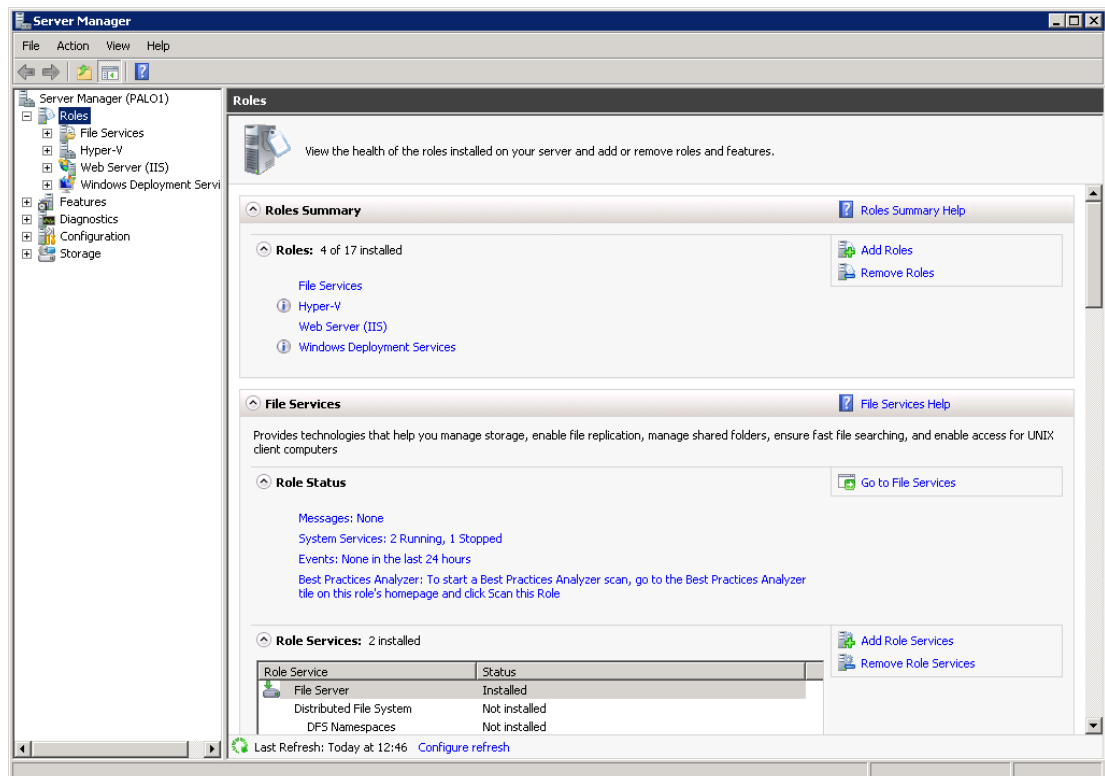 Server Manager
File Action View Help
Server Manager (PALO1)
Roles
File Services
Hyper-V
Web Server (IIS)
Windows Deployment Servi
Features
Diagnostics
Configuration
Storage
Roles
View the health of the roles installed on your server and add or remove roles and features.
Roles Summary
Roles Summary Help
Roles: 4 of 17 installed
Add Roles
Remove Roles
File Services
Hyper-V
Web Server (IIS)
Windows Deployment Services
File Services
File Services Help
Provides technologies that help you manage storage, enable file replication, manage shared folders, ensure fast file searching, and enable access for UNIX
client computers
Role Status
Go to File Services
Messages: None
System Services: 2 Running, 1 Stopped
Events: None in the last 24 hours
Best Practices Analyzer: To start a Best Practices Analyzer scan, go to the Best Practices Analyzer
tile on this role's homepage and click Scan this Role
Role Services: 2 installed
Add Role Services
Remove Role Services
Role Service Status
File Server Installed
Distributed File System Not installed
DFS Namespaces Not installed
Last Refresh: Today at 12:46 Configure refresh